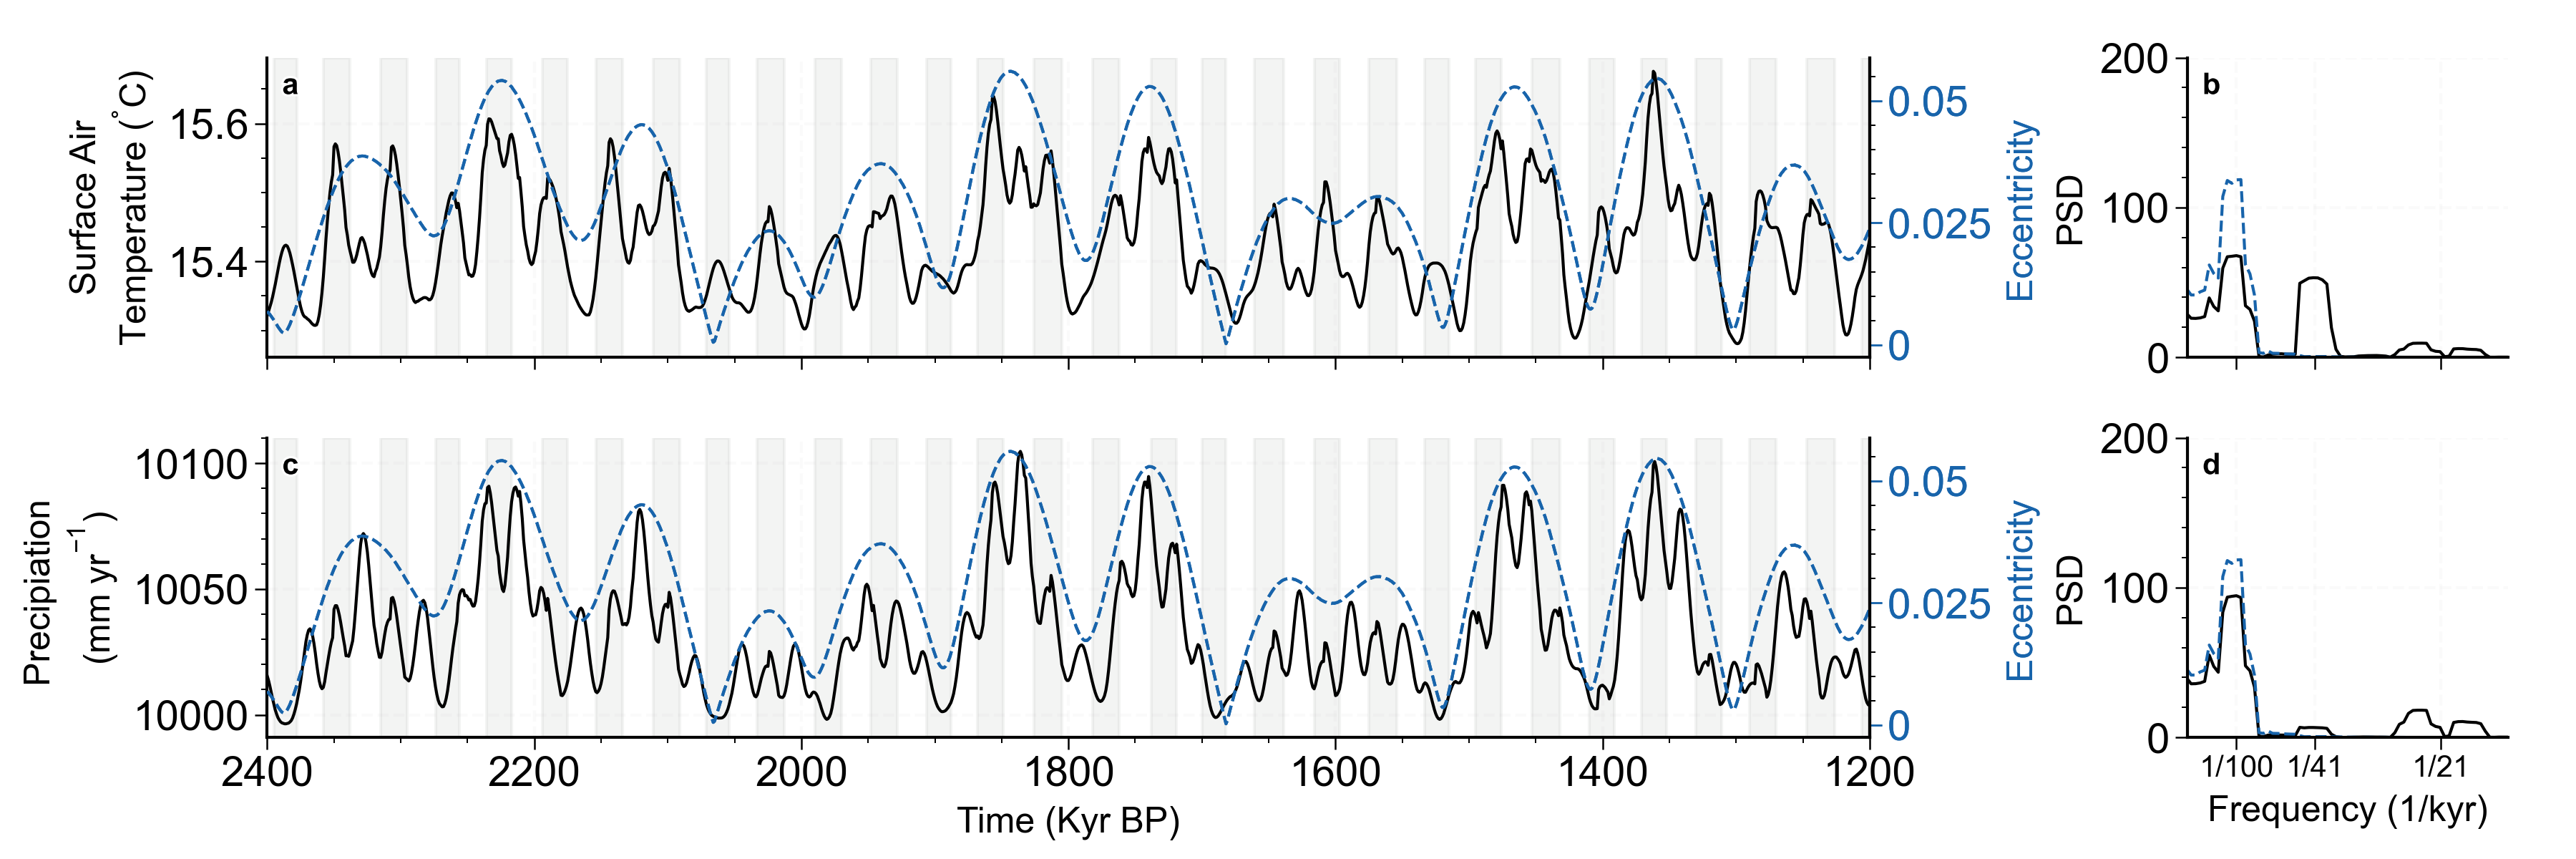 a
Surface Air
Temperature (°C)
15.6
15.4
0.05
0.025
0
Eccentricity
b
PSD
200
100
0
c
Precipiation
(mm yr⁻¹)
10100
10050
10000
2400
2200
2000
1800
1600
1400
1200
Time (Kyr BP)
0.05
0.025
0
Eccentricity
d
PSD
200
100
0
1/100
1/41
1/21
Frequency (1/kyr)